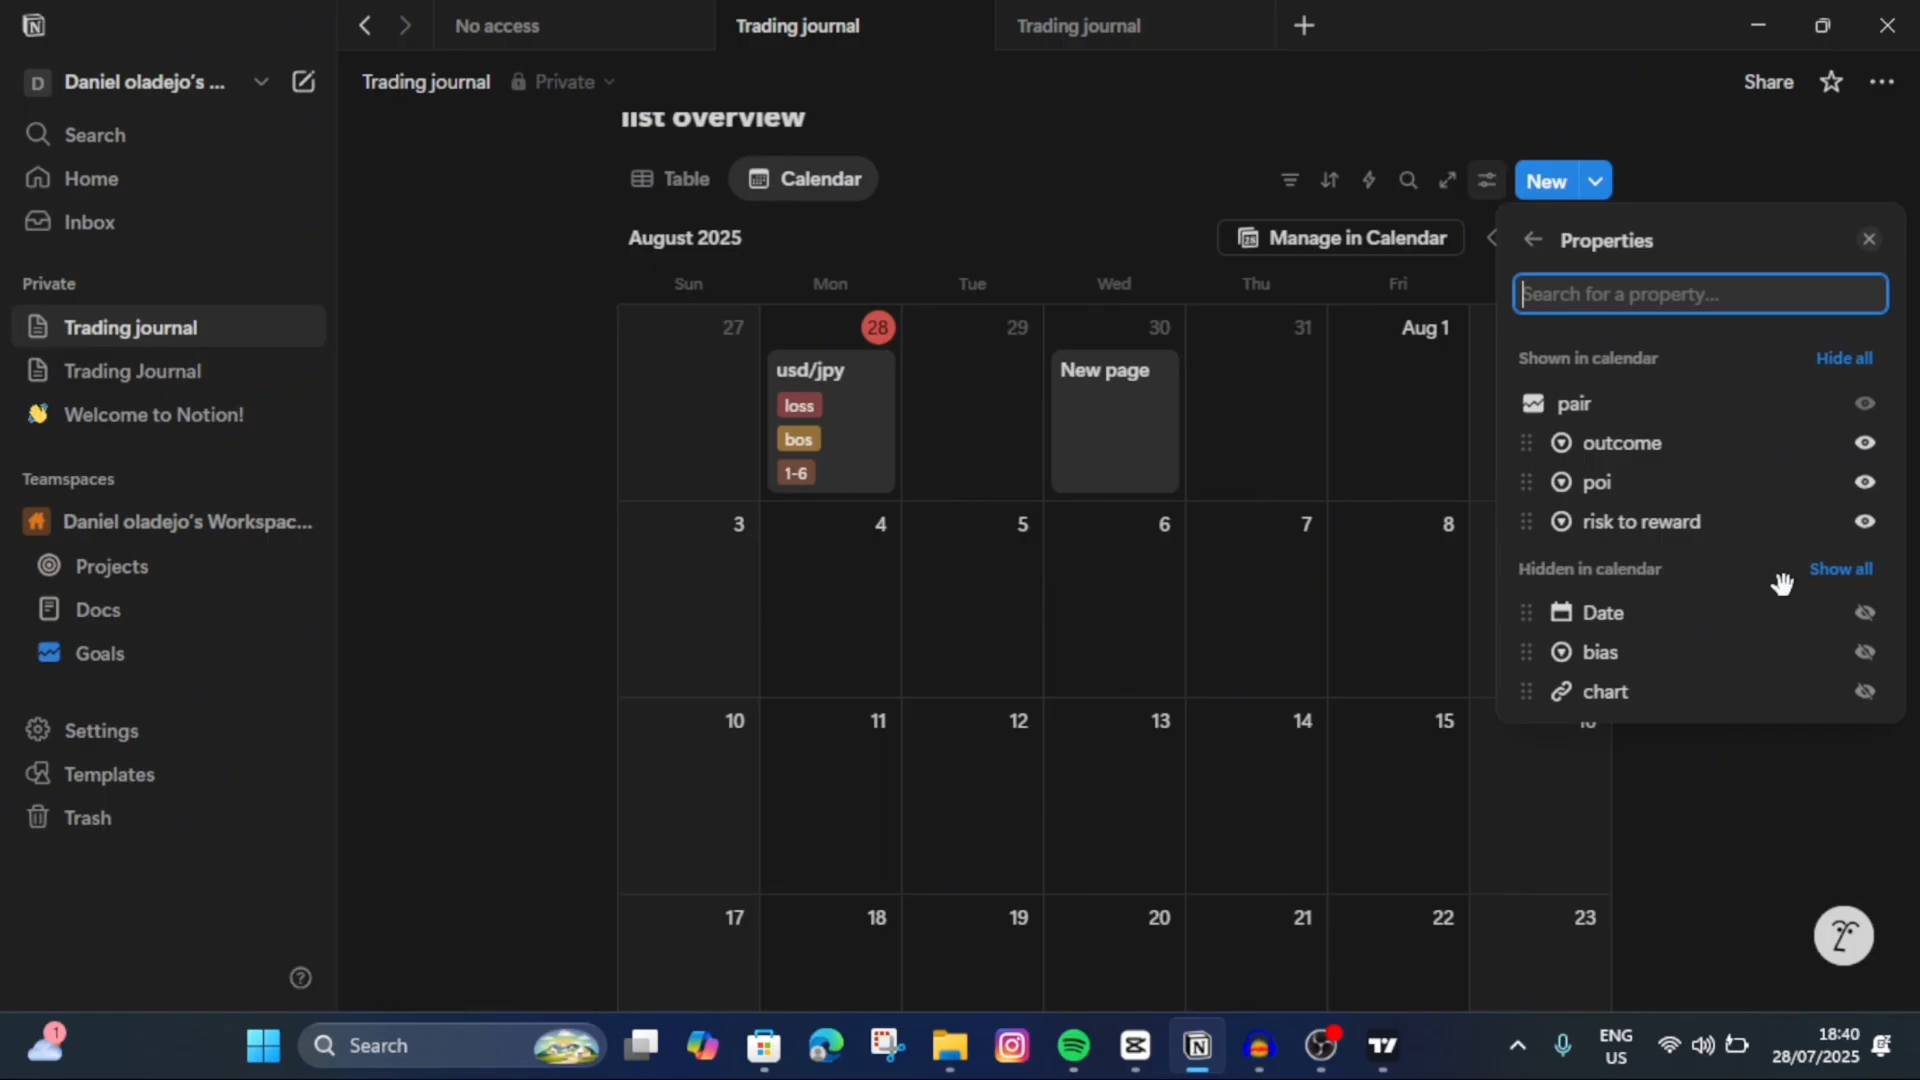 No access
Trading journal
Trading journal
D Daniel oladejo's ...
Trading journal Private
Share
list overview
Search
Home
Inbox
Table
Calendar
New
August 2025
Manage in Calendar
Properties
Search for a property...
Sun Mon Tue Wed Thu Fri
Private
Trading journal
Trading Journal
Welcome to Notion!
27 28 29 30 31 Aug 1
usd/jpy
loss
bos
1-6
New page
Shown in calendar Hide all
pair
outcome
poi
risk to reward
Hidden in calendar Show all
Date
bias
chart
Teamspaces
Daniel oladejo's Workspac...
Projects
Docs
Goals
Settings
Templates
Trash
3 4 5 6 7 8
10 11 12 13 14 15
17 18 19 20 21 22 23
1
Search
ENG
US
18:40
28/07/2025